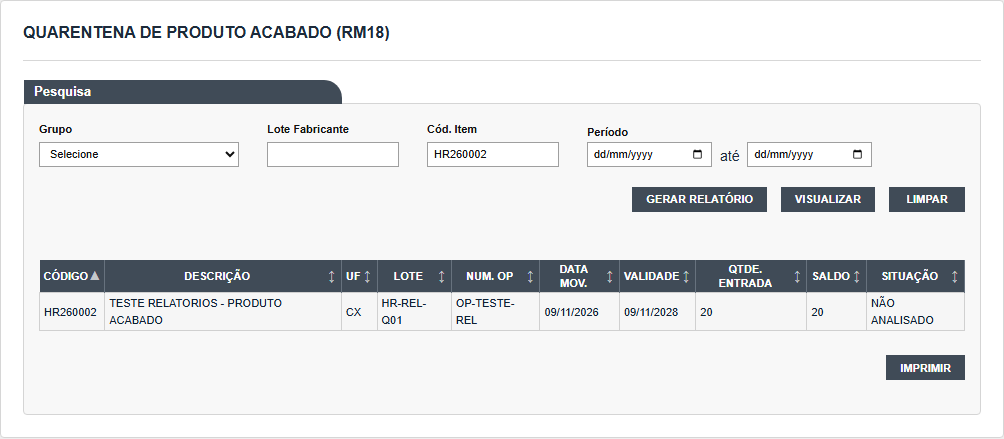 QUARENTENA DE PRODUTO ACABADO (RM18)
Pesquisa
Grupo Lote Fabricante Cód. Item Período
Selecione HR260002 dd/mm/yyyy até dd/mm/yyyy
GERAR RELATÓRIO VISUALIZAR LIMPAR
CÓDIGO DESCRIÇÃO UF LOTE NUM. OP DATA MOV. VALIDADE QTDE. ENTRADA SALDO SITUAÇÃO
HR260002 TESTE RELATORIOS - PRODUTO ACABADO CX HR-REL-Q01 OP-TESTE-REL 09/11/2026 09/11/2028 20 20 NÃO ANALISADO
IMPRIMIR